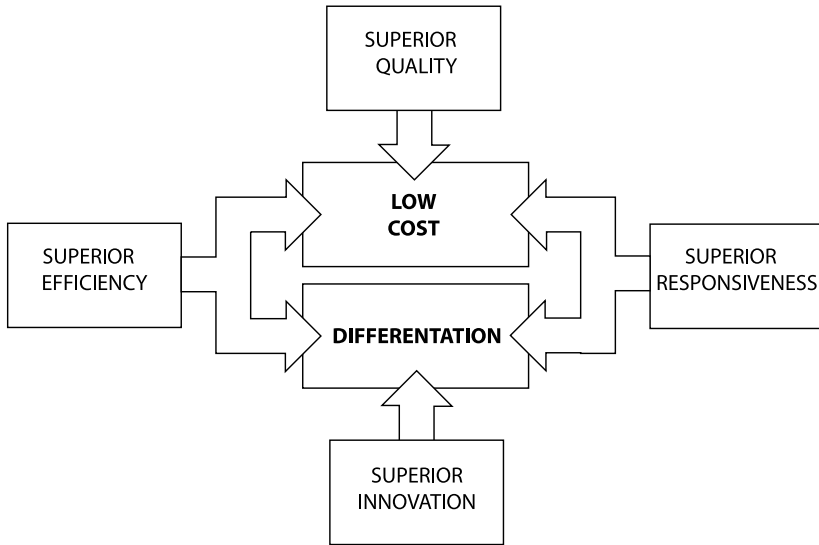 SUPERIOR
QUALITY
LOW
COST
SUPERIOR
EFFICIENCY
SUPERIOR
RESPONSIVENESS
DIFFERENTATION
SUPERIOR
INNOVATION